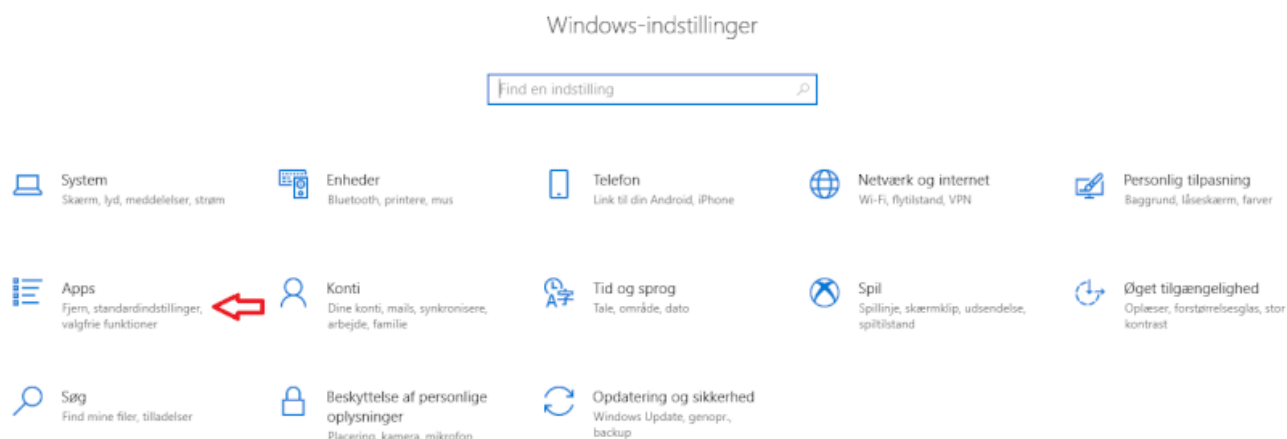 Windows-indstillinger
Find en indstilling
System
Skærm, lyd, meddelelser, strøm
Enheder
Bluetooth, printere, mus
Telefon
Link til din Android, iPhone
Netværk og internet
Wi-Fi, flytilstand, VPN
Personlig tilpasning
Baggrund, låseskærm, farver
Apps
Fjern, standardindstillinger,
valgfrie funktioner
Konti
Dine konti, mails, synkronisere,
arbejde, familie
Tid og sprog
Tale, område, dato
Spil
Spillinje, skærmklip, udsendelse,
spiltilstand
Øget tilgængelighed
Oplæser, forstørrelsesglas, stor
kontrast
Søg
Find mine filer, tilladelser
Beskyttelse af personlige
oplysninger
Placering, kamera, mikrofon
Opdatering og sikkerhed
Windows Update, genopr.,
backup